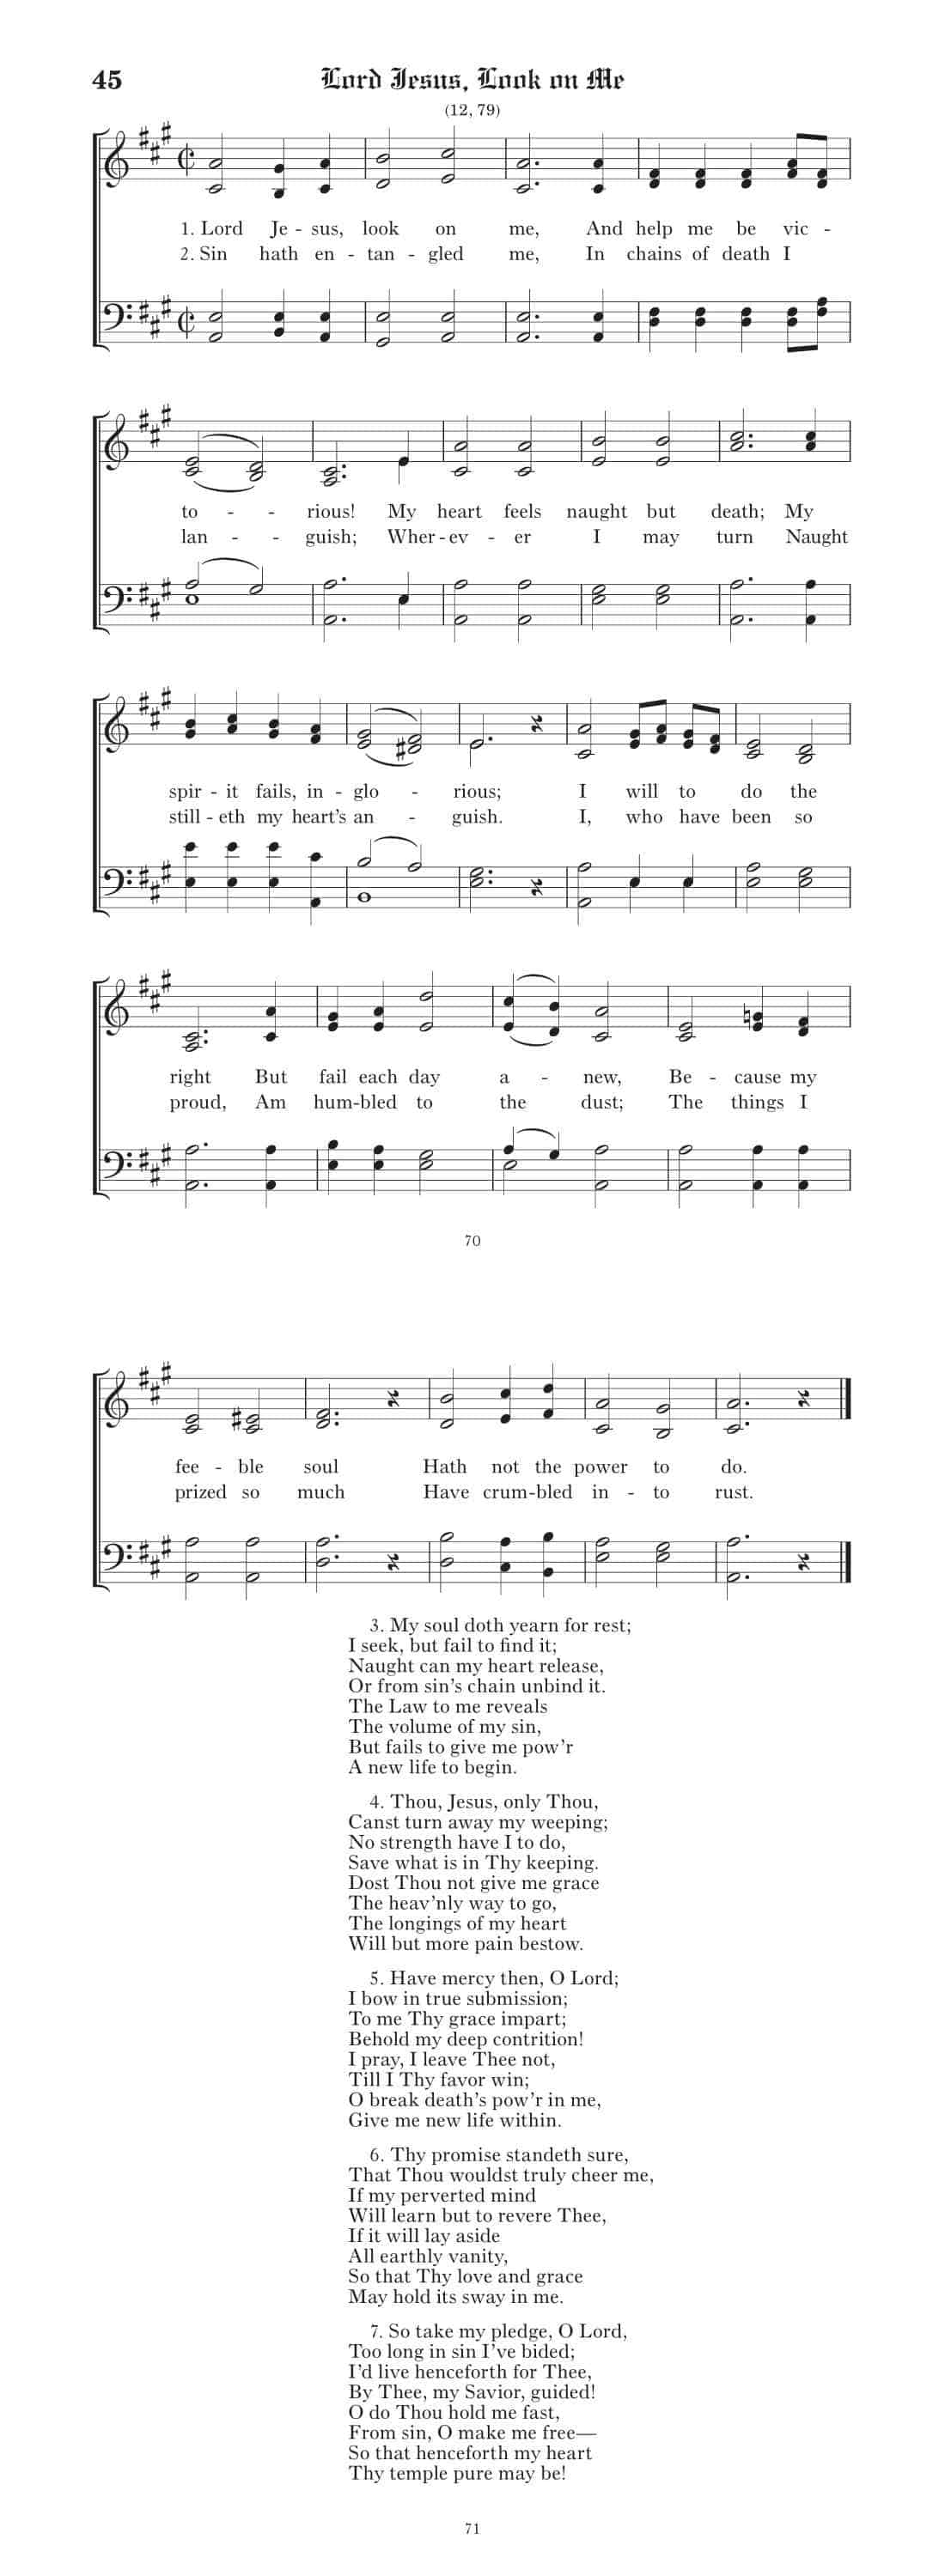 45 Lord Jesus, Look on Me
(12, 79)
1. Lord Je - sus, look on me, And help me be vic -
2. Sin hath en - tan - gled me, In chains of death I
to - - rious! My heart feels naught but death; My
lan - - guish; Wher - ev - er I may turn Naught
spir - it fails, in - glo - rious; I will to do the
still - eth my heart's an - guish. I, who have been so
right But fail each day a - new, Be - cause my
proud, Am hum-bled to the dust; The things I
70
fee - ble soul Hath not the power to do.
prized so much Have crum-bled in - to rust.
3. My soul doth yearn for rest;
I seek, but fail to find it;
Naught can my heart release,
Or from sin's chain unbind it.
The Law to me reveals
The volume of my sin,
But fails to give me pow'r
A new life to begin.
4. Thou, Jesus, only Thou,
Canst turn away my weeping;
No strength have I to do,
Save what is in Thy keeping.
Dost Thou not give me grace
The heav'nly way to go,
The longings of my heart
Will but more pain bestow.
5. Have mercy then, O Lord;
I bow in true submission;
To me Thy grace impart;
Behold my deep contrition!
I pray, I leave Thee not,
Till I Thy favor win;
O break death's pow'r in me,
Give me new life within.
6. Thy promise standeth sure,
That Thou wouldst truly cheer me,
If my perverted mind
Will learn but to revere Thee,
If it will lay aside
All earthly vanity,
So that Thy love and grace
May hold its sway in me.
7. So take my pledge, O Lord,
Too long in sin I've bided;
I'd live henceforth for Thee,
By Thee, my Savior, guided!
O do Thou hold me fast,
From sin, O make me free—
So that henceforth my heart
Thy temple pure may be!
71